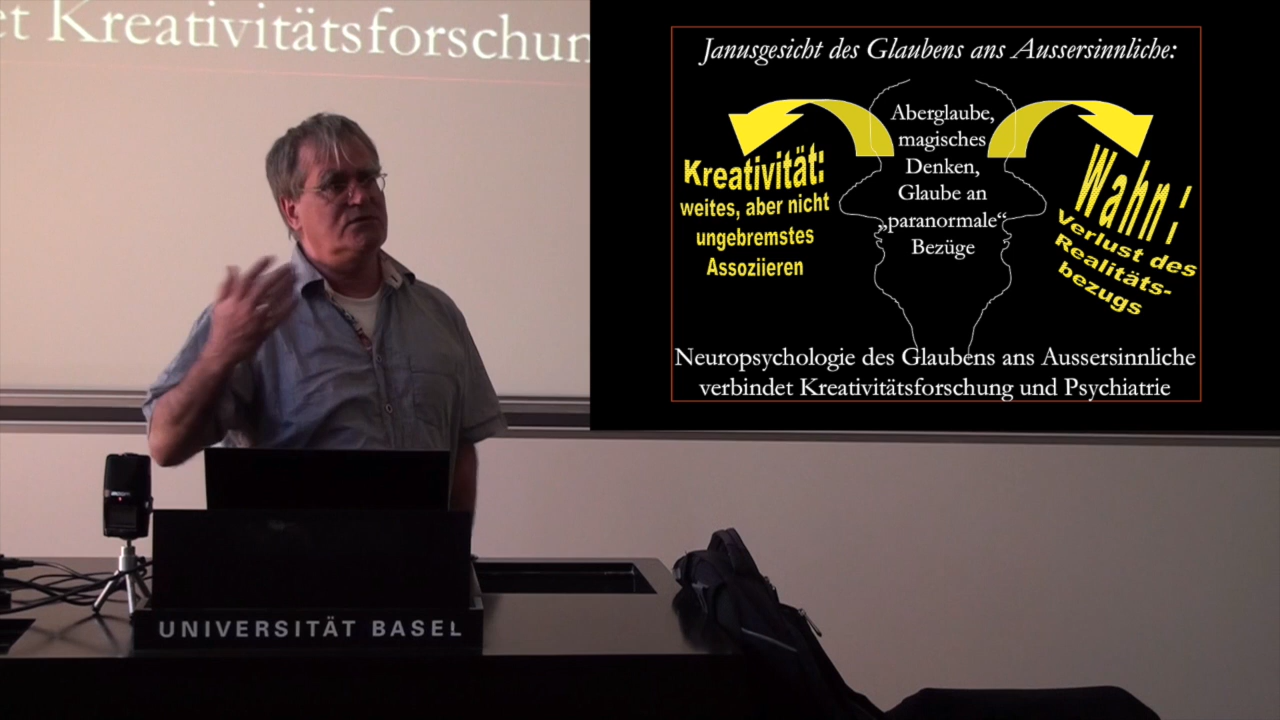 et Kreativitätsforschun
Janusgesicht des Glaubens ans Aussersinnliche:
Aberglaube,
magisches
Denken,
Glaube an
„paranormale“
Bezüge
Kreativität:
weites, aber nicht
ungebremstes
Assoziieren
Wahn :
Verlust des
Realitäts-
bezugs
Neuropsychologie des Glaubens ans Aussersinnliche
verbindet Kreativitätsforschung und Psychiatrie
UNIVERSITÄT BASEL